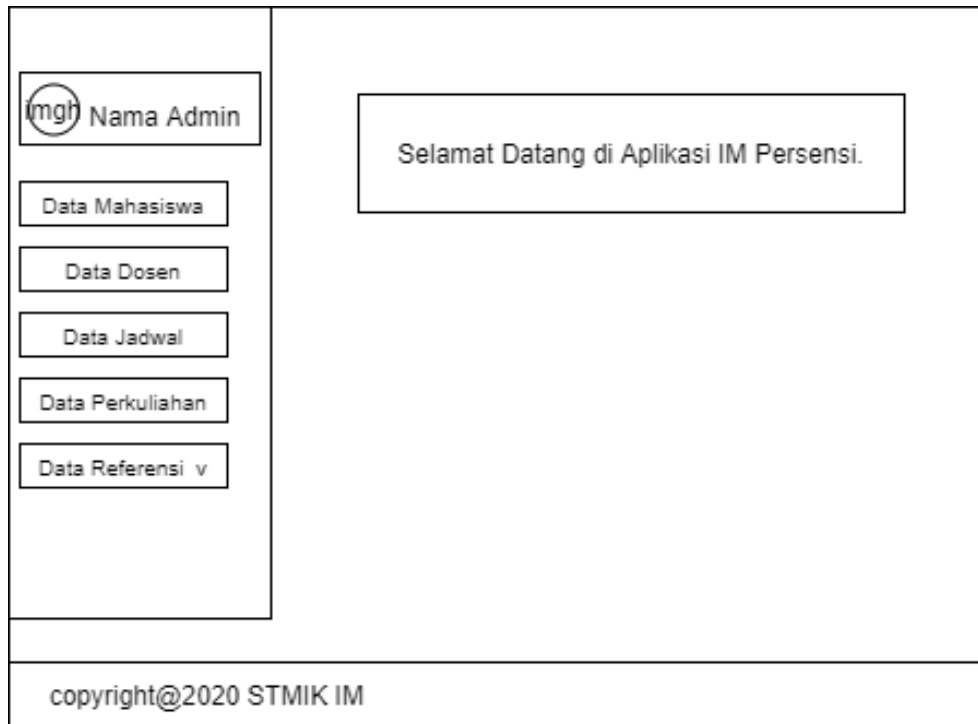 imgh Nama Admin
Selamat Datang di Aplikasi IM Persensi.
Data Mahasiswa
Data Dosen
Data Jadwal
Data Perkuliahan
Data Referensi v
copyright@2020 STMIK IM